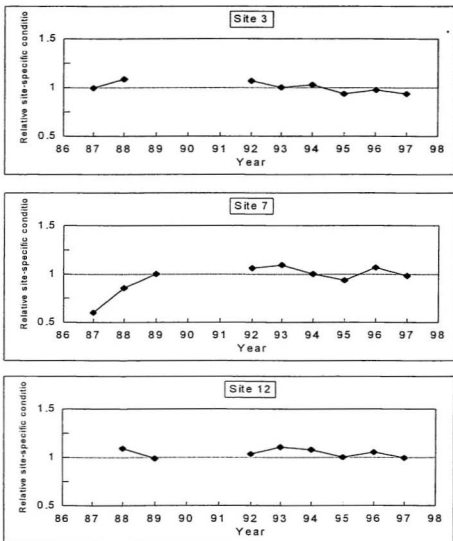 Site 3
Relative site-specific conditio
1.5
1
0.5
86 87 88 89 90 91 92 93 94 95 96 97 98
Year
Site 7
Relative site-specific conditio
1.5
1
0.5
86 87 88 89 90 91 92 93 94 95 96 97 98
Year
Site 12
Relative site-specific conditio
1.5
1
0.5
86 87 88 89 90 91 92 93 94 95 96 97 98
Year